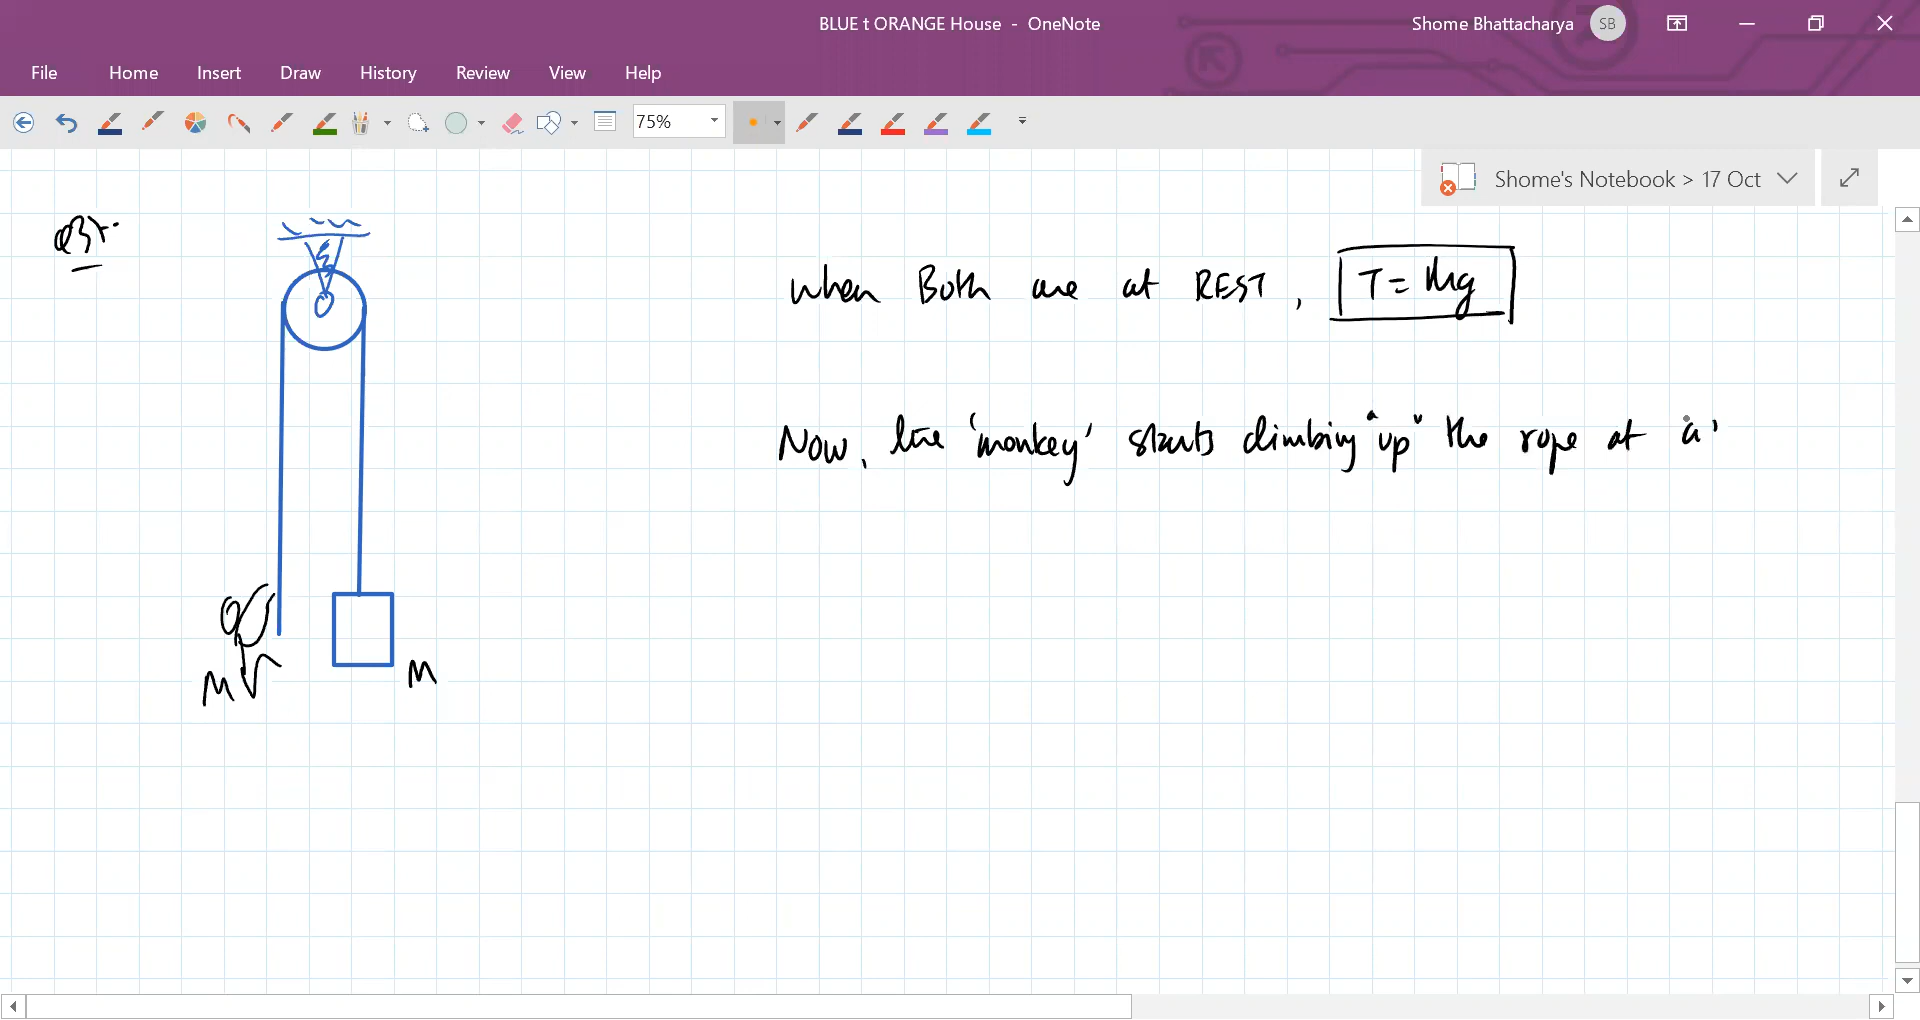 BLUE t ORANGE House - OneNote
Shome Bhattacharya SB
File Home Insert Draw History Review View Help
75%
Shome's Notebook > 17 Oct
When Both are at REST, T = Mg
Now, the 'monkey' starts climbing "up" the rope at 'a'
M
M